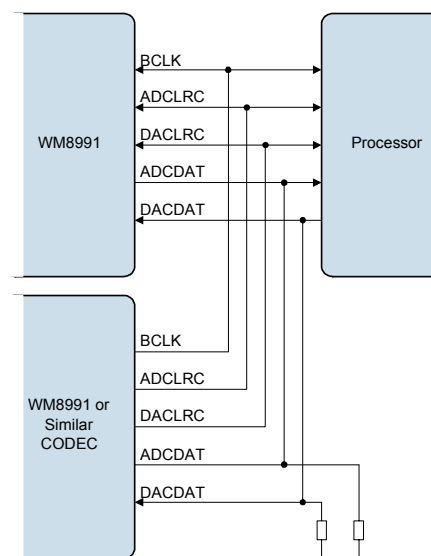 BCLK
ADCLRC
WM8991
DACLRC
Processor
ADCDAT
DACDAT
BCLK
ADCLRC
WM8991 or
Similar
CODEC
DACLRC
ADCDAT
DACDAT